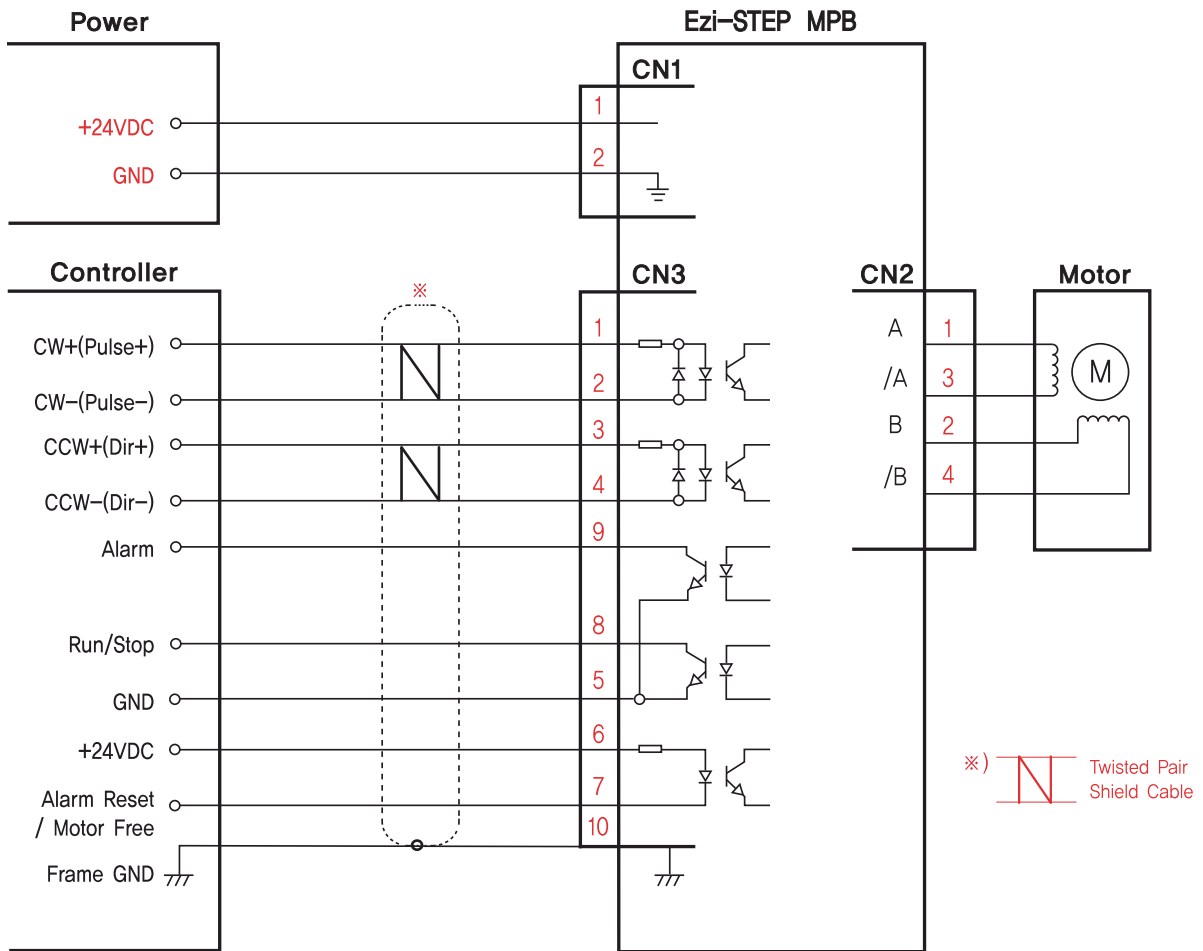 Power
Ezi-STEP MPB
CN1
+24VDC
1
GND
2
Controller
※
CN3
CN2
Motor
CW+(Pulse+)
1
A
1
M
CW-(Pulse-)
2
/A
3
CCW+(Dir+)
3
B
2
CCW-(Dir-)
4
/B
4
Alarm
9
Run/Stop
8
GND
5
+24VDC
6
Alarm Reset
/ Motor Free
7
10
Frame GND
※)
Twisted Pair
Shield Cable